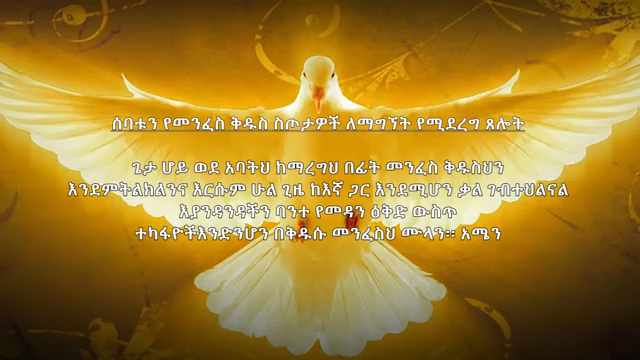 ሰባቱን የመንፈስ ቅዱስ ስጦታዎች ለማግኘት የሚደረግ ጸሎት
ጌታ ሆይ ወደ አባትህ ከማረግህ በፊት መንፈስ ቅዱስህን
እንደምትልክልንና እርሱም ሁል ጊዜ ከእኛ ጋር እንደሚሆን ቃል ገብተህልናል
እያንዳንዳችን ባንተ የመዳን ዕቅድ ውስጥ
ተካፋዮችእንድንሆን በቅዱሱ መንፈስህ ሙላን። አሜን